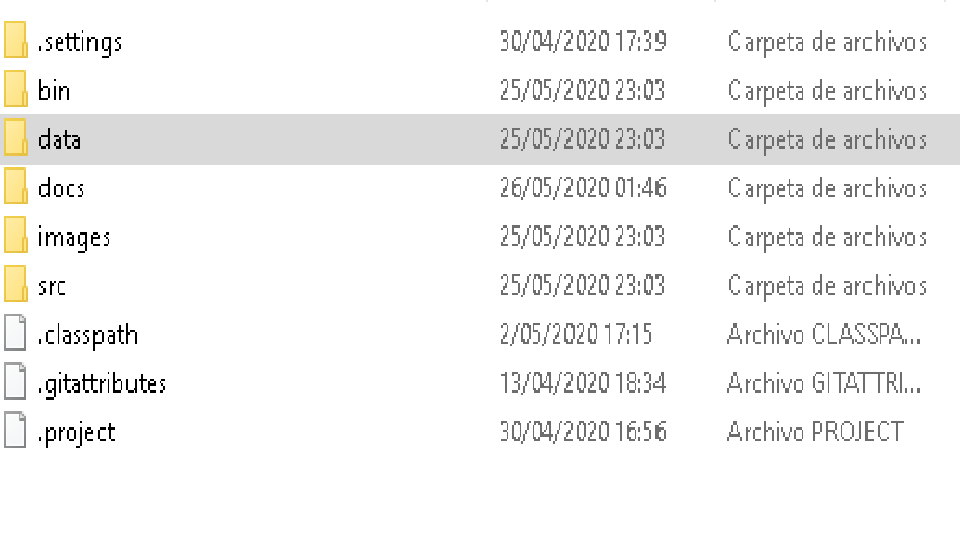 .settings 30/04/2020 17:39 Carpeta de archivos
bin 25/05/2020 23:03 Carpeta de archivos
data 25/05/2020 23:03 Carpeta de archivos
docs 26/05/2020 01:46 Carpeta de archivos
images 25/05/2020 23:03 Carpeta de archivos
src 25/05/2020 23:03 Carpeta de archivos
.classpath 2/05/2020 17:15 Archivo CLASSPA...
.gitattributes 13/04/2020 18:34 Archivo GITATTRI...
.project 30/04/2020 16:56 Archivo PROJECT